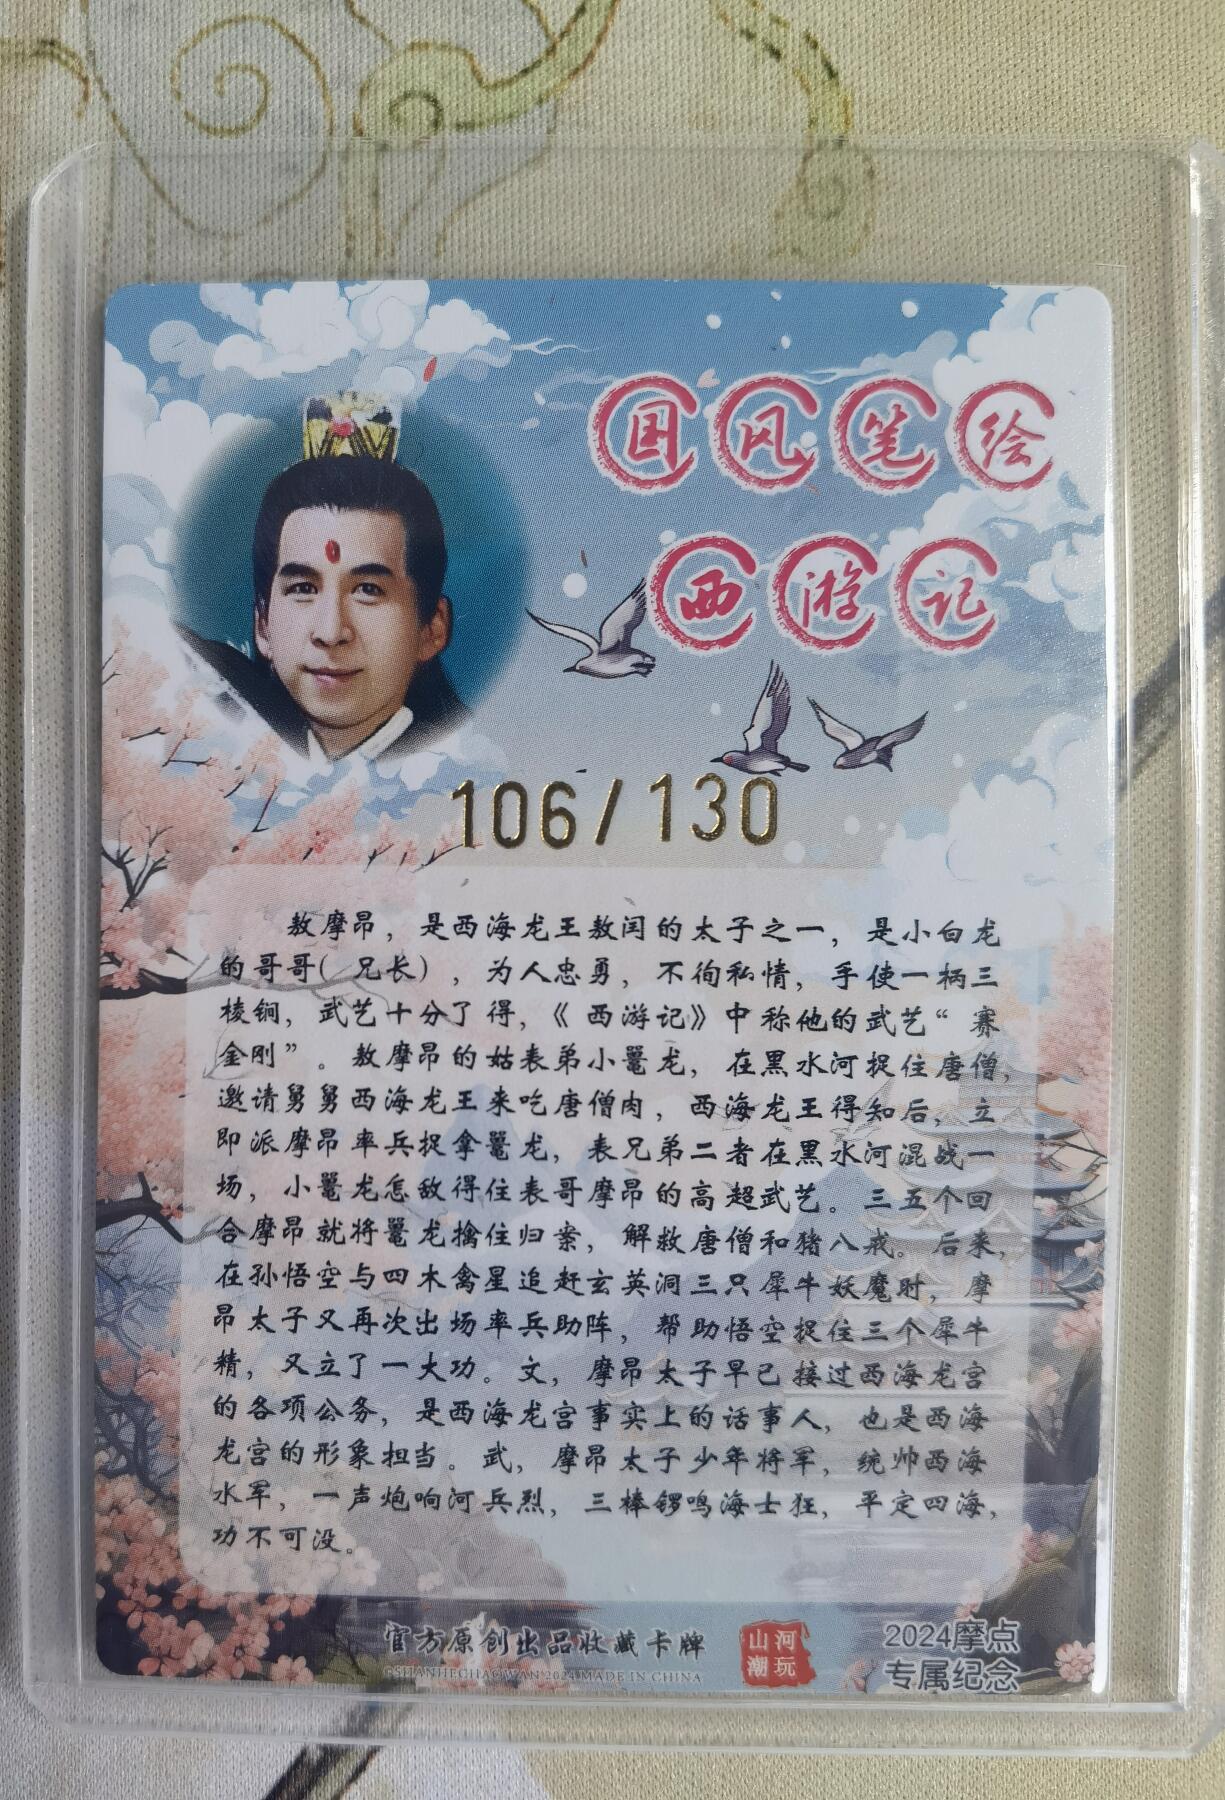 国风笔绘
西游记
106/130
敖摩昂，是西海龙王敖闰的太子之一，是小白龙
的哥哥（兄长），为人忠勇，不徇私情，手使一柄三
棱锏，武艺十分了得，《西游记》中称他的武艺“赛
金刚”。敖摩昂的姑表弟小鼍龙，在黑水河捉住唐僧，
邀请舅舅西海龙王来吃唐僧肉，西海龙王得知后，立
即派摩昂率兵捉拿鼍龙，表兄弟二者在黑水河混战一
场，小鼍龙怎敌得住表哥摩昂的高超武艺。三五个回
合摩昂就将鼍龙擒住归案，解救唐僧和猪八戒。后来，
在孙悟空与四木禽星追赶玄英洞三只犀牛妖魔时，摩
昂太子又再次出场率兵助阵，帮助悟空捉住三个犀牛
精，又立了一大功。文，摩昂太子早已接过西海龙宫
的各项公务，是西海龙宫事实上的话事人，也是西海
龙宫的形象担当。武，摩昂太子少年将军，统帅西海
水军，一声炮响河兵烈，三棒锣鸣海士狂，平定四海，
功不可没。
官方原创出品收藏卡牌
©SHANHECHAOWAN 2024 MADE IN CHINA
山河
潮玩
2024摩点
专属纪念